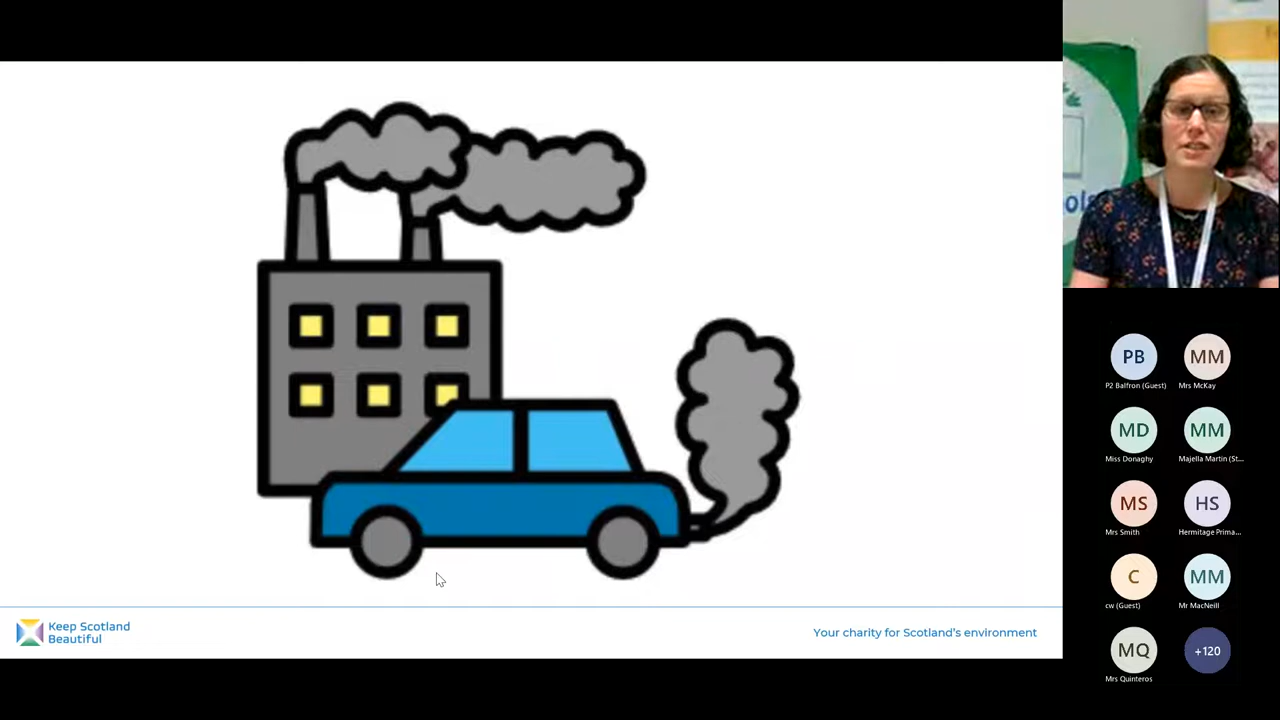 Keep Scotland
Beautiful
Your charity for Scotland's environment
ols
PB
MM
P2 Balfron (Guest)
Mrs McKay
MD
MM
Miss Donaghy
Majella Martin (St...
MS
HS
Mrs Smith
Hermitage Prima...
C
MM
cw (Guest)
Mr MacNeill
MQ
+120
Mrs Quinteros